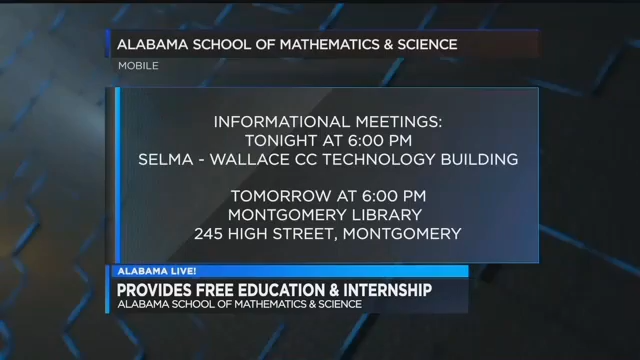 ALABAMA SCHOOL OF MATHEMATICS & SCIENCE
MOBILE
INFORMATIONAL MEETINGS:
TONIGHT AT 6:00 PM
SELMA - WALLACE CC TECHNOLOGY BUILDING
TOMORROW AT 6:00 PM
MONTGOMERY LIBRARY
245 HIGH STREET, MONTGOMERY
ALABAMA LIVE!
PROVIDES FREE EDUCATION & INTERNSHIP
ALABAMA SCHOOL OF MATHEMATICS & SCIENCE